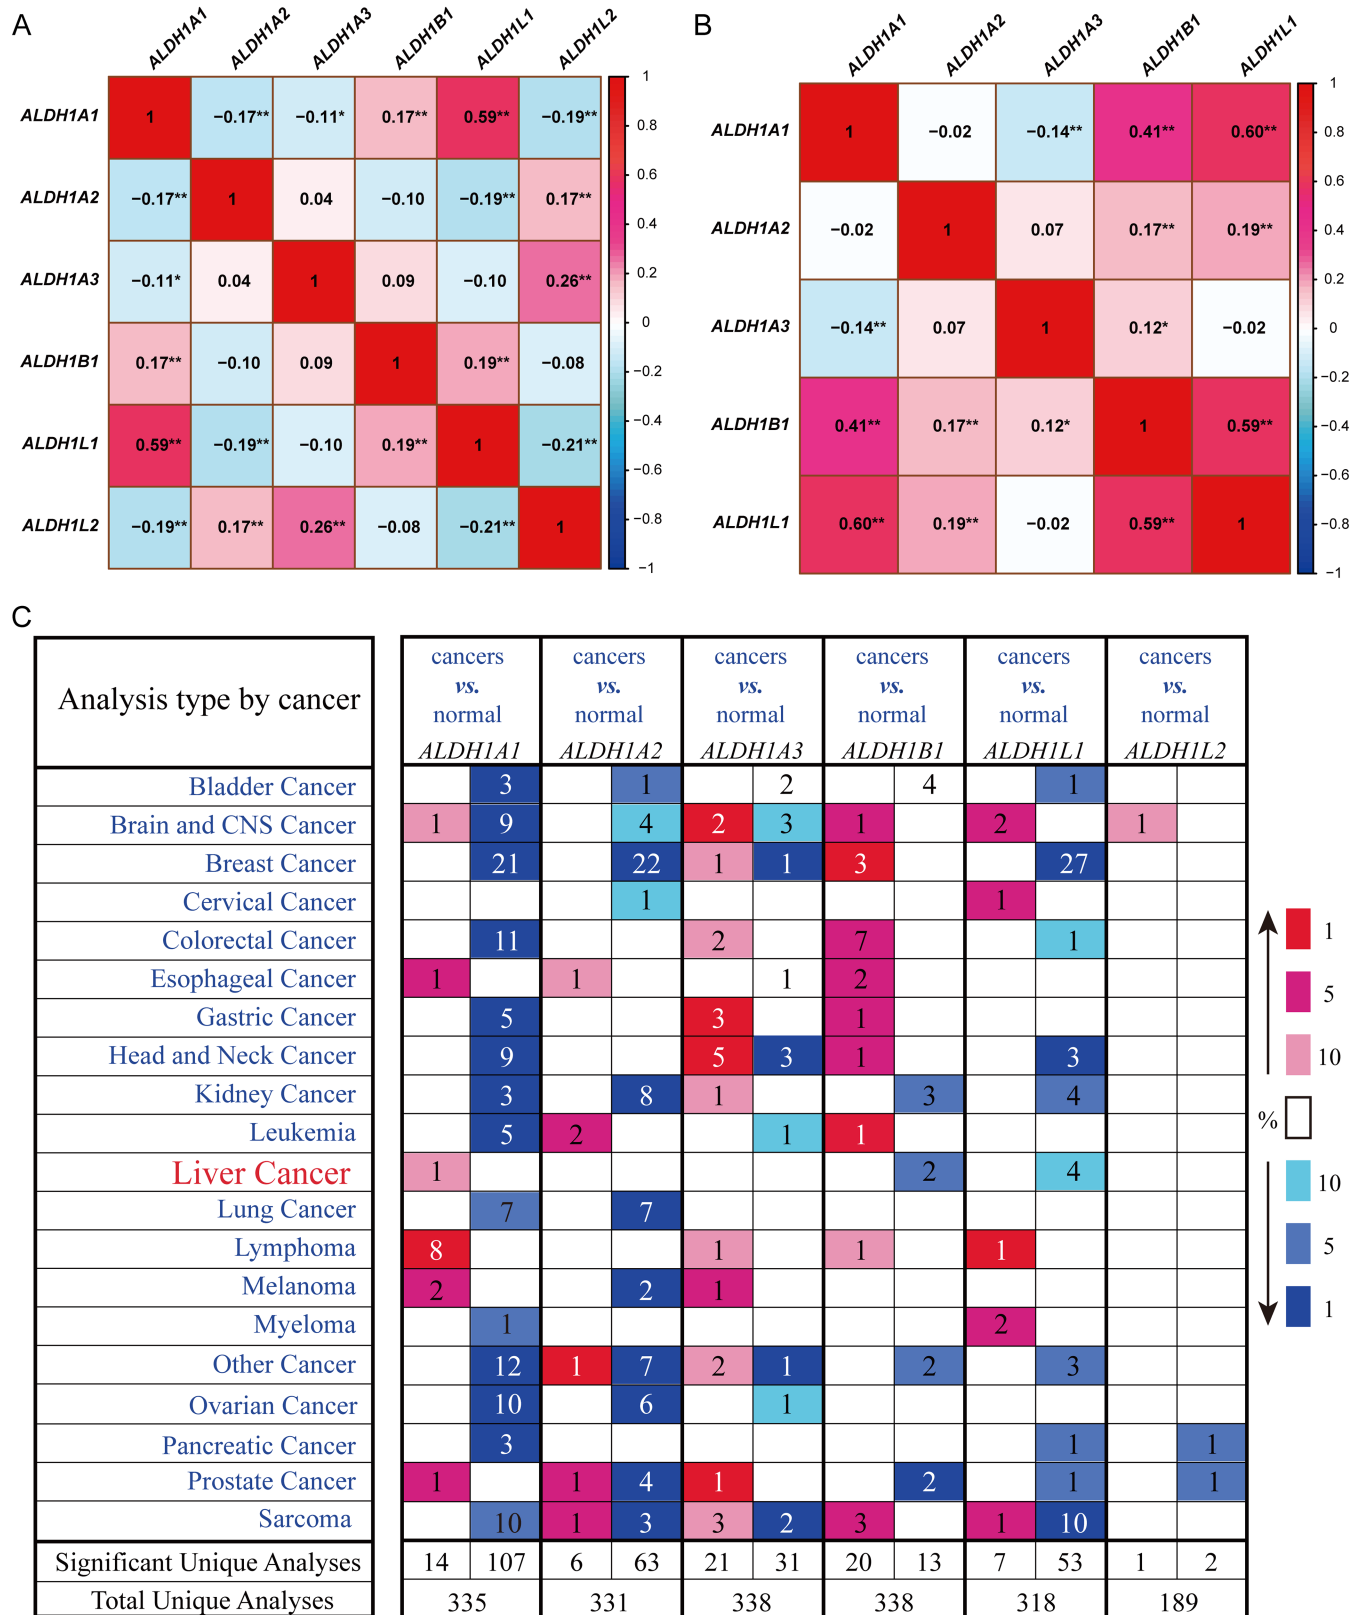 A
ALDH1A1 ALDH1A2 ALDH1A3 ALDH1B1 ALDH1L1 ALDH1L2
ALDH1A1 1 −0.17** −0.11* 0.17** 0.59** −0.19**
ALDH1A2 −0.17** 1 0.04 −0.10 −0.19** 0.17**
ALDH1A3 −0.11* 0.04 1 0.09 −0.10 0.26**
ALDH1B1 0.17** −0.10 0.09 1 0.19** −0.08
ALDH1L1 0.59** −0.19** −0.10 0.19** 1 −0.21**
ALDH1L2 −0.19** 0.17** 0.26** −0.08 −0.21** 1
1
0.8
0.6
0.4
0.2
0
−0.2
−0.4
−0.6
−0.8
−1
B
ALDH1A1 ALDH1A2 ALDH1A3 ALDH1B1 ALDH1L1
ALDH1A1 1 −0.02 −0.14** 0.41** 0.60**
ALDH1A2 −0.02 1 0.07 0.17** 0.19**
ALDH1A3 −0.14** 0.07 1 0.12* −0.02
ALDH1B1 0.41** 0.17** 0.12* 1 0.59**
ALDH1L1 0.60** 0.19** −0.02 0.59** 1
1
0.8
0.6
0.4
0.2
0
−0.2
−0.4
−0.6
−0.8
−1
C
Analysis type by cancer
cancers cancers cancers cancers cancers cancers
vs. vs. vs. vs. vs. vs.
normal normal normal normal normal normal
ALDH1A1 ALDH1A2 ALDH1A3 ALDH1B1 ALDH1L1 ALDH1L2
Bladder Cancer 3 1 2 4 1
Brain and CNS Cancer 1 9 4 2 3 1 2 1
Breast Cancer 21 22 1 1 3 27
Cervical Cancer 1 1
Colorectal Cancer 11 2 7 1
Esophageal Cancer 1 1 1 2
Gastric Cancer 5 3 1
Head and Neck Cancer 9 5 3 1 3
Kidney Cancer 3 8 1 3 4
Leukemia 5 2 1 1
Liver Cancer 1 2 4
Lung Cancer 7 7
Lymphoma 8 1 1 1
Melanoma 2 2 1
Myeloma 1 2
Other Cancer 12 1 7 2 1 2 3
Ovarian Cancer 10 6 1
Pancreatic Cancer 3 1 1
Prostate Cancer 1 1 4 1 2 1 1
Sarcoma 10 1 3 3 2 3 1 10
Significant Unique Analyses 14 107 6 63 21 31 20 13 7 53 1 2
Total Unique Analyses 335 331 338 338 318 189
1
5
10
%
10
5
1